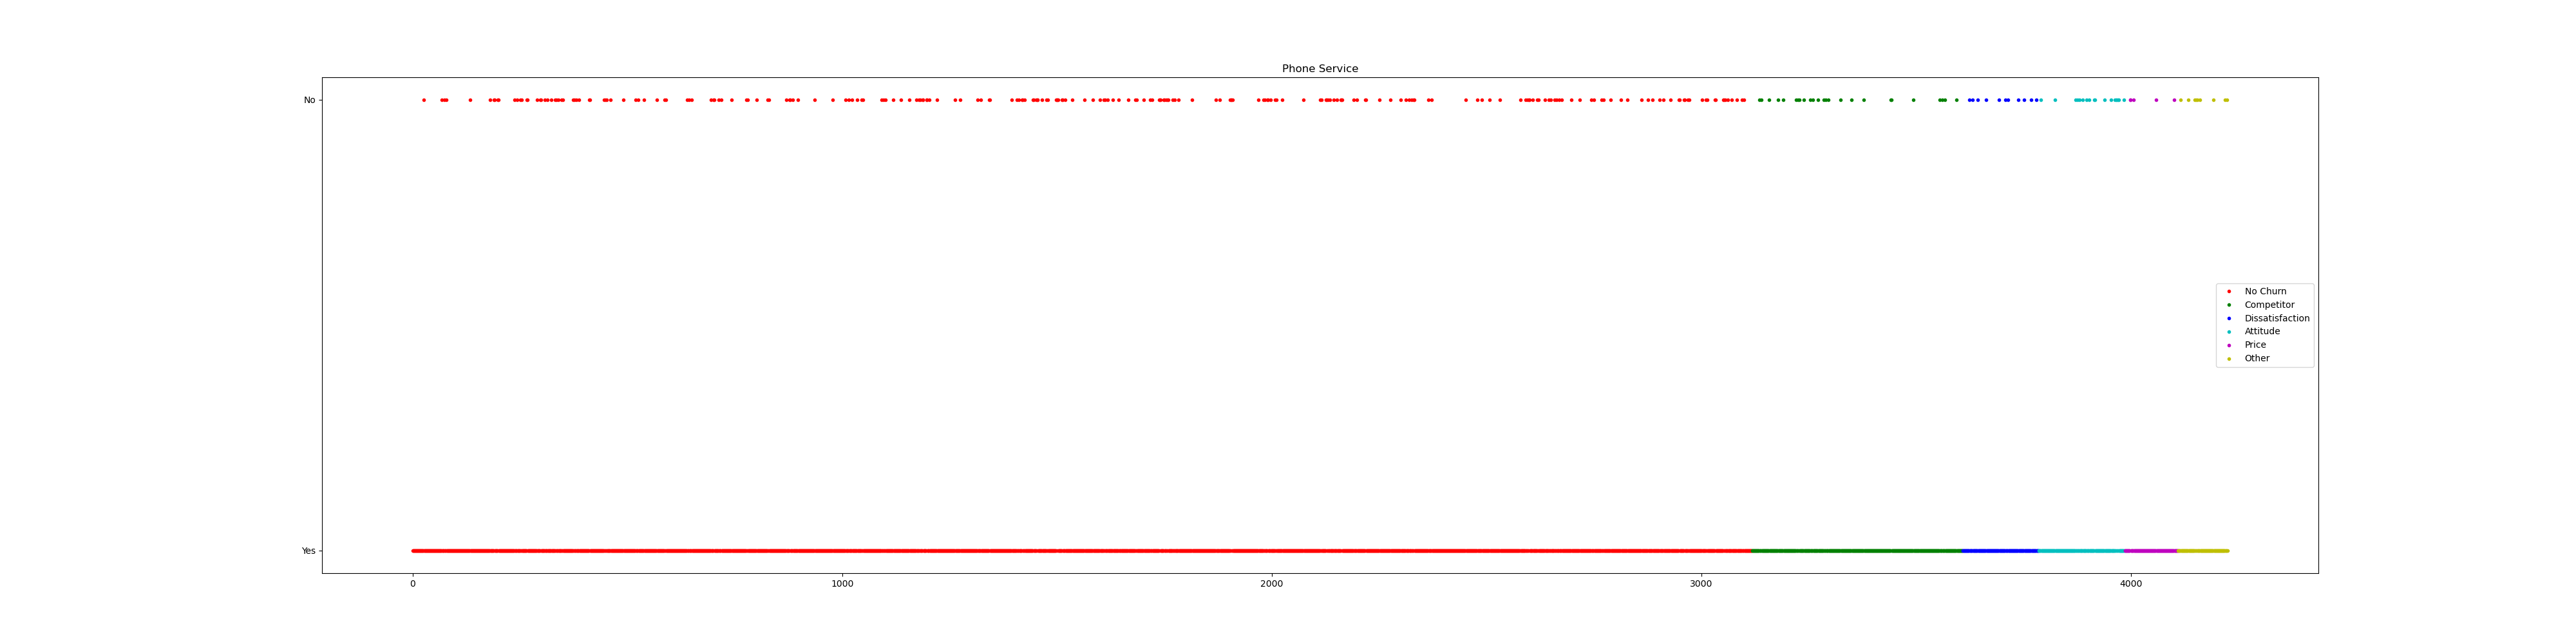 Phone Service
No
Yes
No Churn
Competitor
Dissatisfaction
Attitude
Price
Other
0
1000
2000
3000
4000